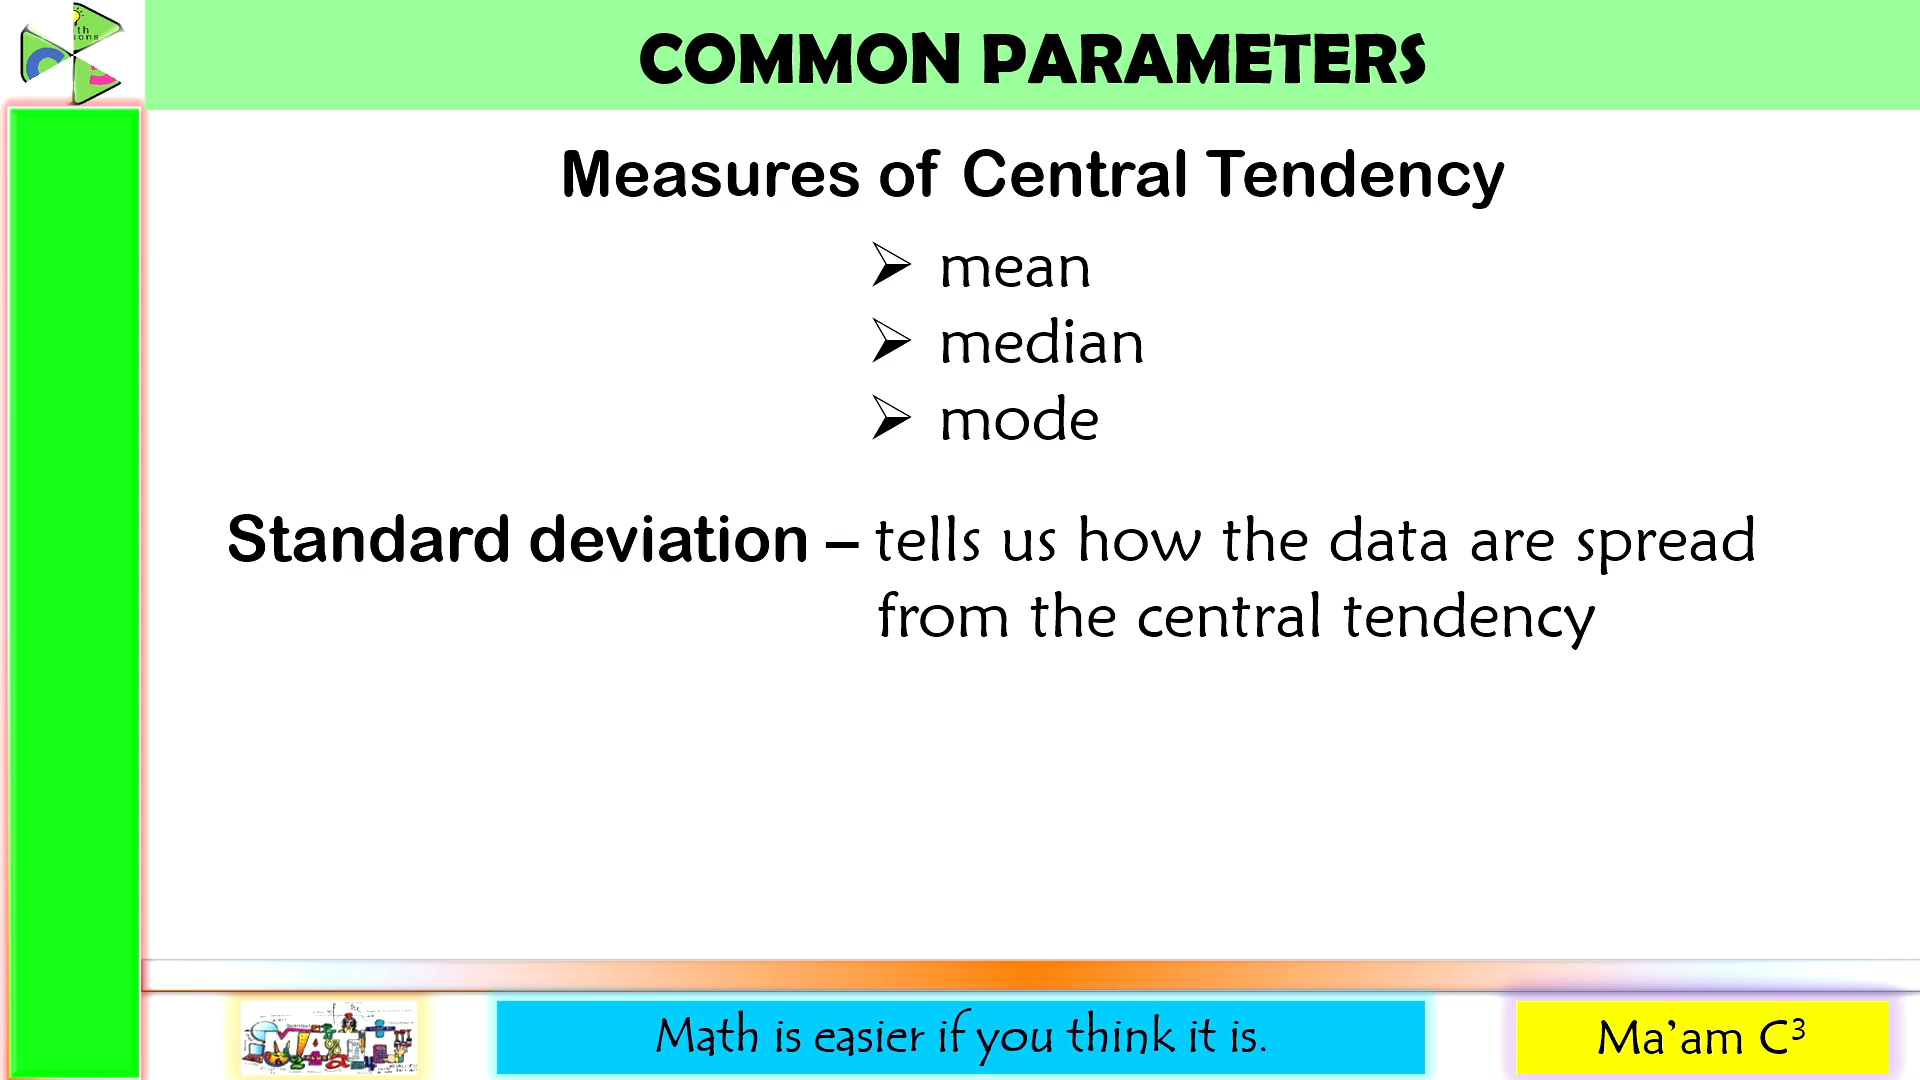 COMMON PARAMETERS
Measures of Central Tendency
➢ mean
➢ median
➢ mode
Standard deviation – tells us how the data are spread
from the central tendency
MATH
Math is easier if you think it is.
Ma’am C³